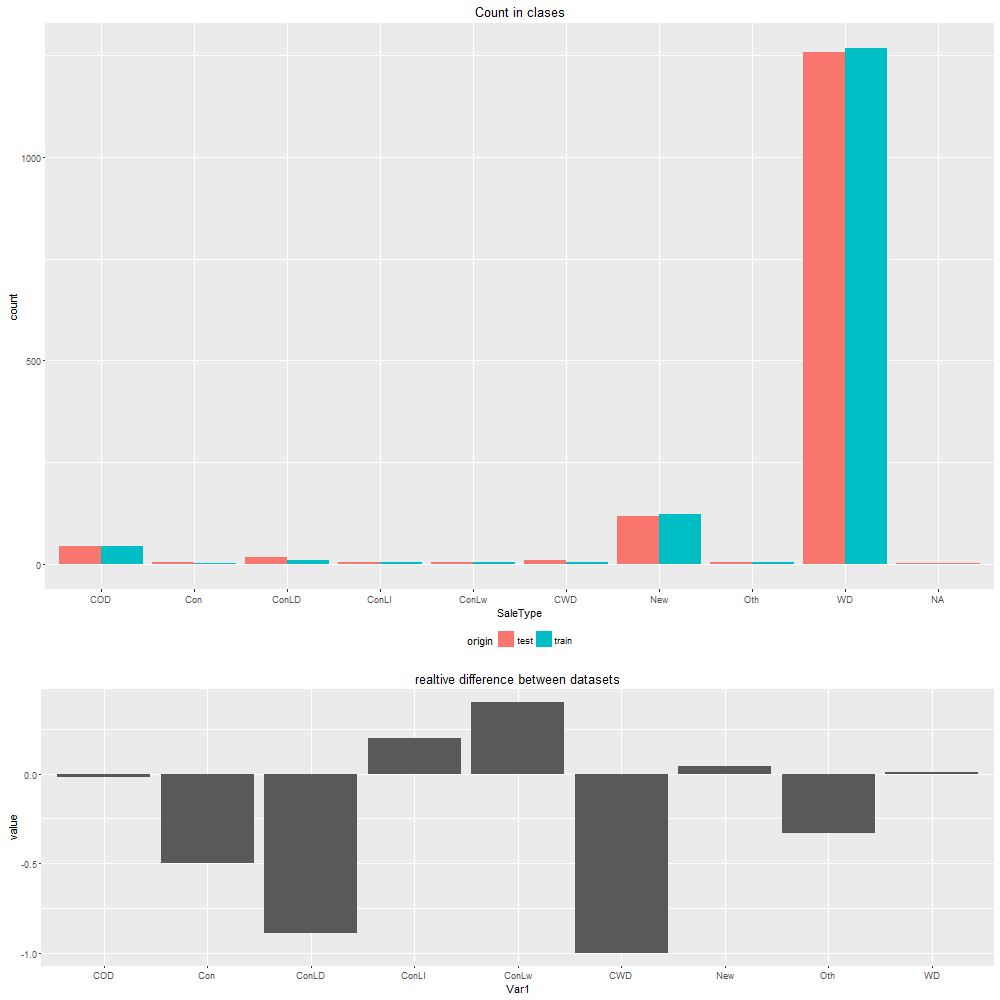 Count in clases
1000
500
0
count
COD Con ConLD ConLI ConLw CWD New Oth WD NA
SaleType
origin test train
realtive difference between datasets
0.0
-0.5
-1.0
value
COD Con ConLD ConLI ConLw CWD New Oth WD
Var1